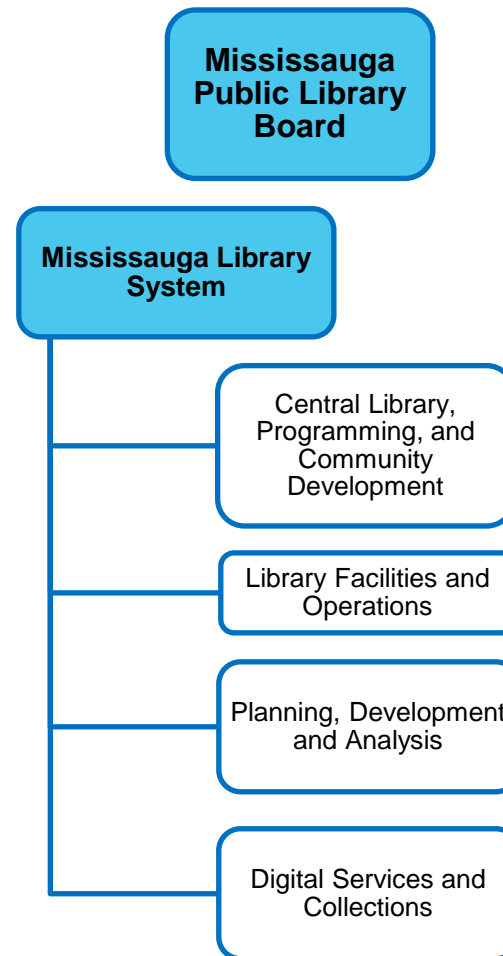 Mississauga
Public Library
Board
Mississauga Library
System
Central Library,
Programming, and
Community
Development
Library Facilities and
Operations
Planning, Development
and Analysis
Digital Services and
Collections